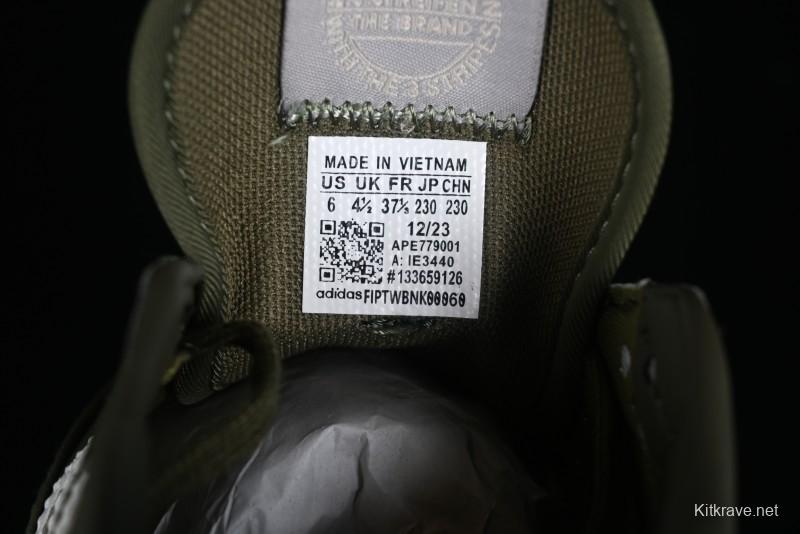 THE BRAND
WITH THE 3 STRIPES
MADE IN VIETNAM
US UK FR JP CHN
6 4½ 37⅓ 230 230
12/23
APE779001
A: IE3440
#133659126
adidas FIPTWBNK00060
Kitkrave.net